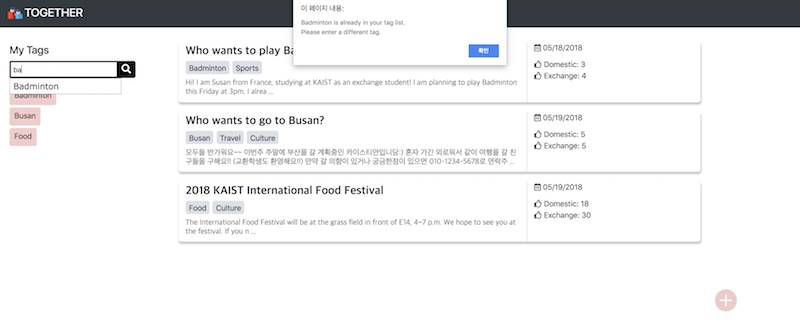 TOGETHER
이 페이지 내용:
Badminton is already in your tag list.
Please enter a different tag.
확인
My Tags
ba
Badminton
Badminton
Busan
Food
Who wants to play Ba
Badminton Sports
Hi! I am Susan from France, studying at KAIST as an exchange student! I am planning to play Badminton
this Friday at 3pm. I alrea ...
05/18/2018
Domestic: 3
Exchange: 4
Who wants to go to Busan?
Busan Travel Culture
모두들 반가워요~~ 이번주 주말에 부산을 갈 계획중인 카이스티안입니당:) 혼자 가긴 외로워서 같이 여행을 갈 친
구들을 구해요!! (교환학생도 환영해요!!) 만약 갈 의향이 있거나 궁금한점이 있으면 010-1234-5678로 연락주 ...
05/19/2018
Domestic: 5
Exchange: 5
2018 KAIST International Food Festival
Food Culture
The International Food Festival will be at the grass field in front of E14, 4~7 p.m. We hope to see you at
the festival. If you n ...
05/19/2018
Domestic: 18
Exchange: 30